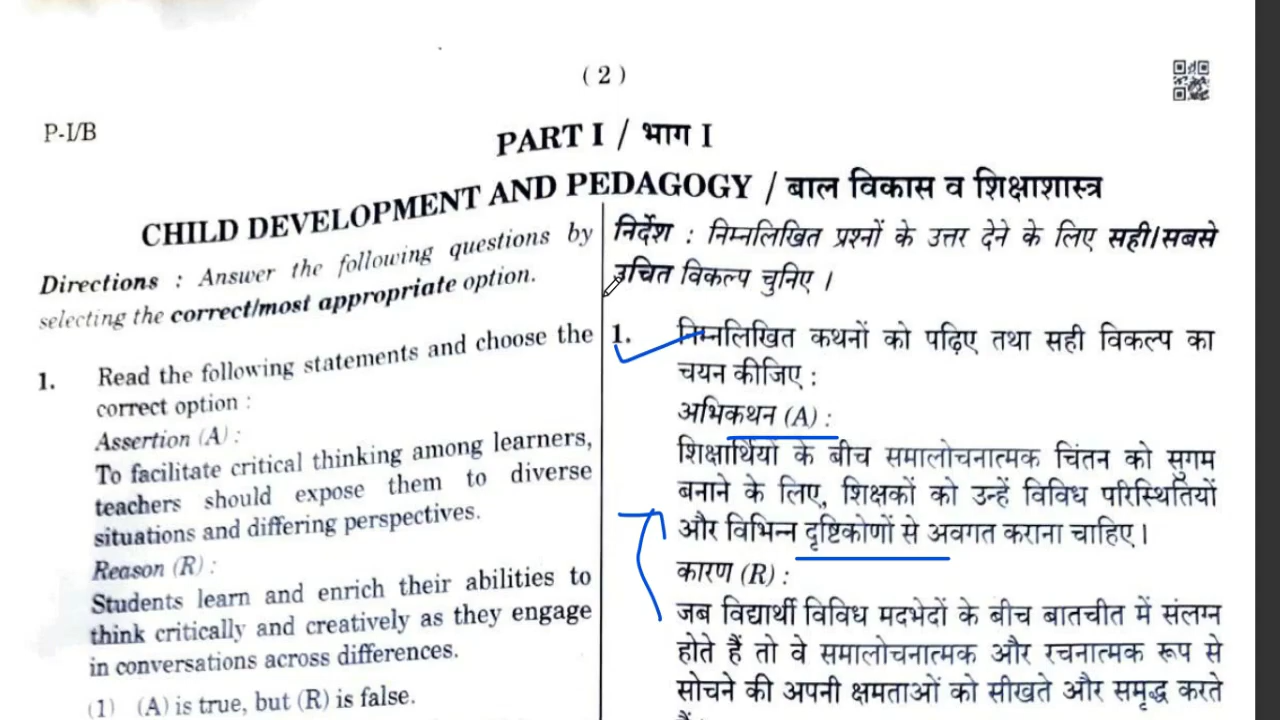 ( 2 )
P-I/B
PART I / भाग I
CHILD DEVELOPMENT AND PEDAGOGY / बाल विकास व शिक्षाशास्त्र
Directions : Answer the following questions by
selecting the correct/most appropriate option.
1. Read the following statements and choose the
correct option :
Assertion (A) :
To facilitate critical thinking among learners,
teachers should expose them to diverse
situations and differing perspectives.
Reason (R) :
Students learn and enrich their abilities to
think critically and creatively as they engage
in conversations across differences.
(1) (A) is true, but (R) is false.
निर्देश : निम्नलिखित प्रश्नों के उत्तर देने के लिए सही/सबसे
उचित विकल्प चुनिए ।
1. निम्नलिखित कथनों को पढ़िए तथा सही विकल्प का
चयन कीजिए :
अभिकथन (A) :
शिक्षार्थियों के बीच समालोचनात्मक चिंतन को सुगम
बनाने के लिए, शिक्षकों को उन्हें विविध परिस्थितियों
और विभिन्न दृष्टिकोणों से अवगत कराना चाहिए ।
कारण (R) :
जब विद्यार्थी विविध मदभेदों के बीच बातचीत में संलग्न
होते हैं तो वे समालोचनात्मक और रचनात्मक रूप से
सोचने की अपनी क्षमताओं को सीखते और समृद्ध करते